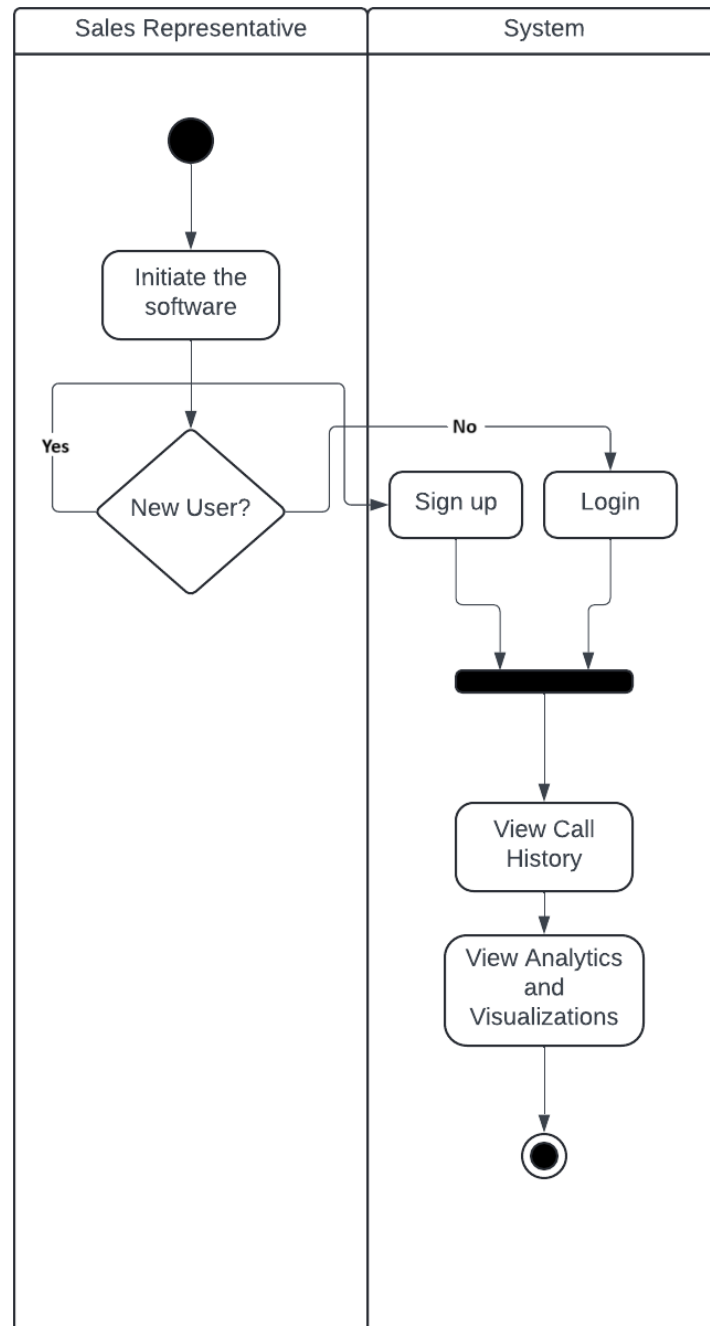 Sales Representative
System
Initiate the
software
Yes
No
New User?
Sign up
Login
View Call
History
View Analytics
and
Visualizations